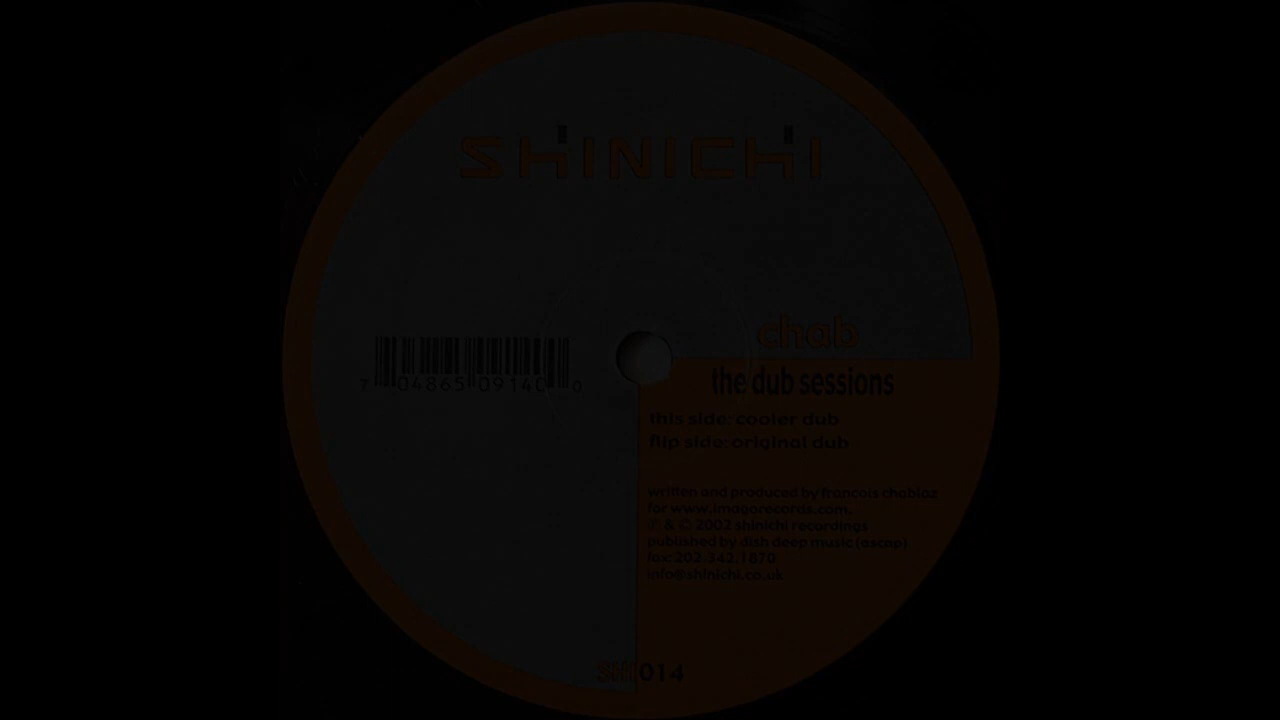 SHINICHI
chab
7 04865 09140 0
the dub sessions
this side: cooler dub
flip side: original dub
written and produced by francois chabloz
for www.imagorecords.com.
℗ & © 2002 shinichi recordings
published by dish deep music (ascap)
fax: 202.342.1870
info@shinichi.co.uk
SHI014